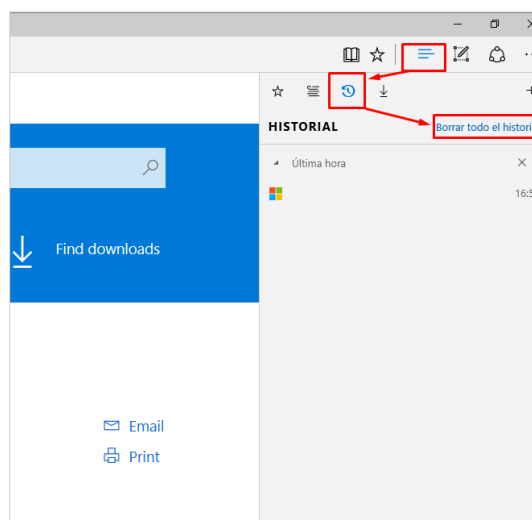 HISTORIAL
Borrar todo el histori
Última hora
16:5
Find downloads
Email
Print